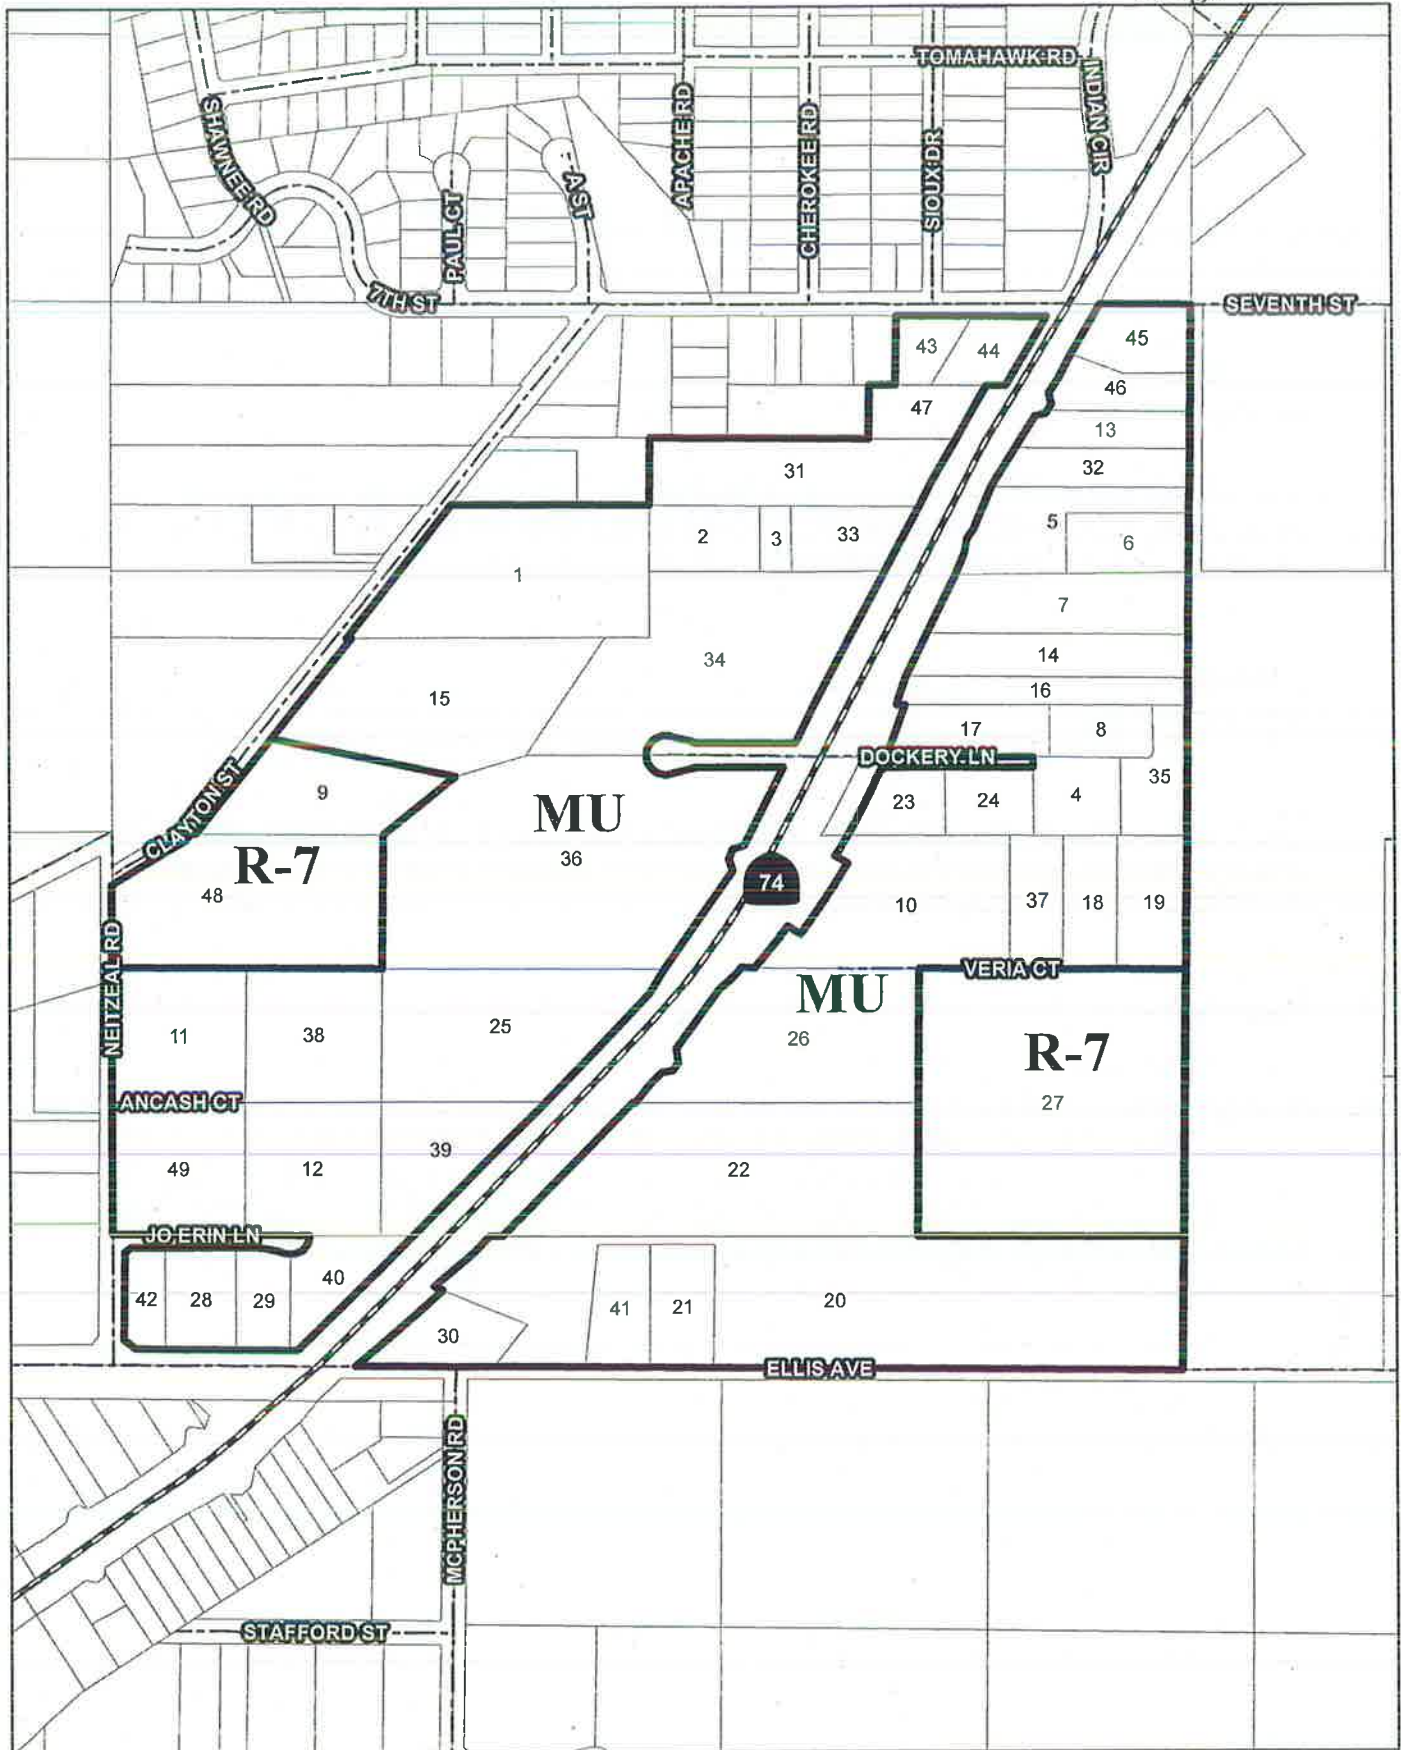 TOMAHAWK RD
INDIAN CIR
SHAWNEE RD
APACHE RD
CHEROKEE RD
SIOUX DR
PAUL CT
A ST
7TH ST
SEVENTH ST
43
44
45
46
47
13
31
32
2
3
33
5
6
1
7
34
14
15
16
17
8
DOCKERY LN
35
9
23
24
4
CLAYTON ST
MU
36
R-7
48
74
10
37
18
19
NEITZEAL RD
VERIA CT
MU
11
38
25
26
R-7
27
ANCASH CT
49
12
39
22
JO ERIN LN
40
42
28
29
41
21
20
30
ELLIS AVE
MCPHERSON RD
STAFFORD ST